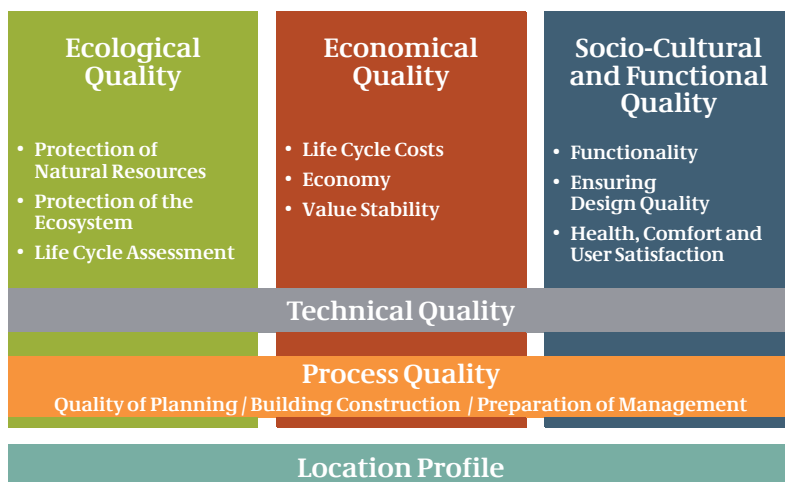 Ecological
Quality
• Protection of
Natural Resources
• Protection of the
Ecosystem
• Life Cycle Assessment
Economical
Quality
• Life Cycle Costs
• Economy
• Value Stability
Socio-Cultural
and Functional
Quality
• Functionality
• Ensuring
Design Quality
• Health, Comfort and
User Satisfaction
Technical Quality
Process Quality
Quality of Planning / Building Construction / Preparation of Management
Location Profile